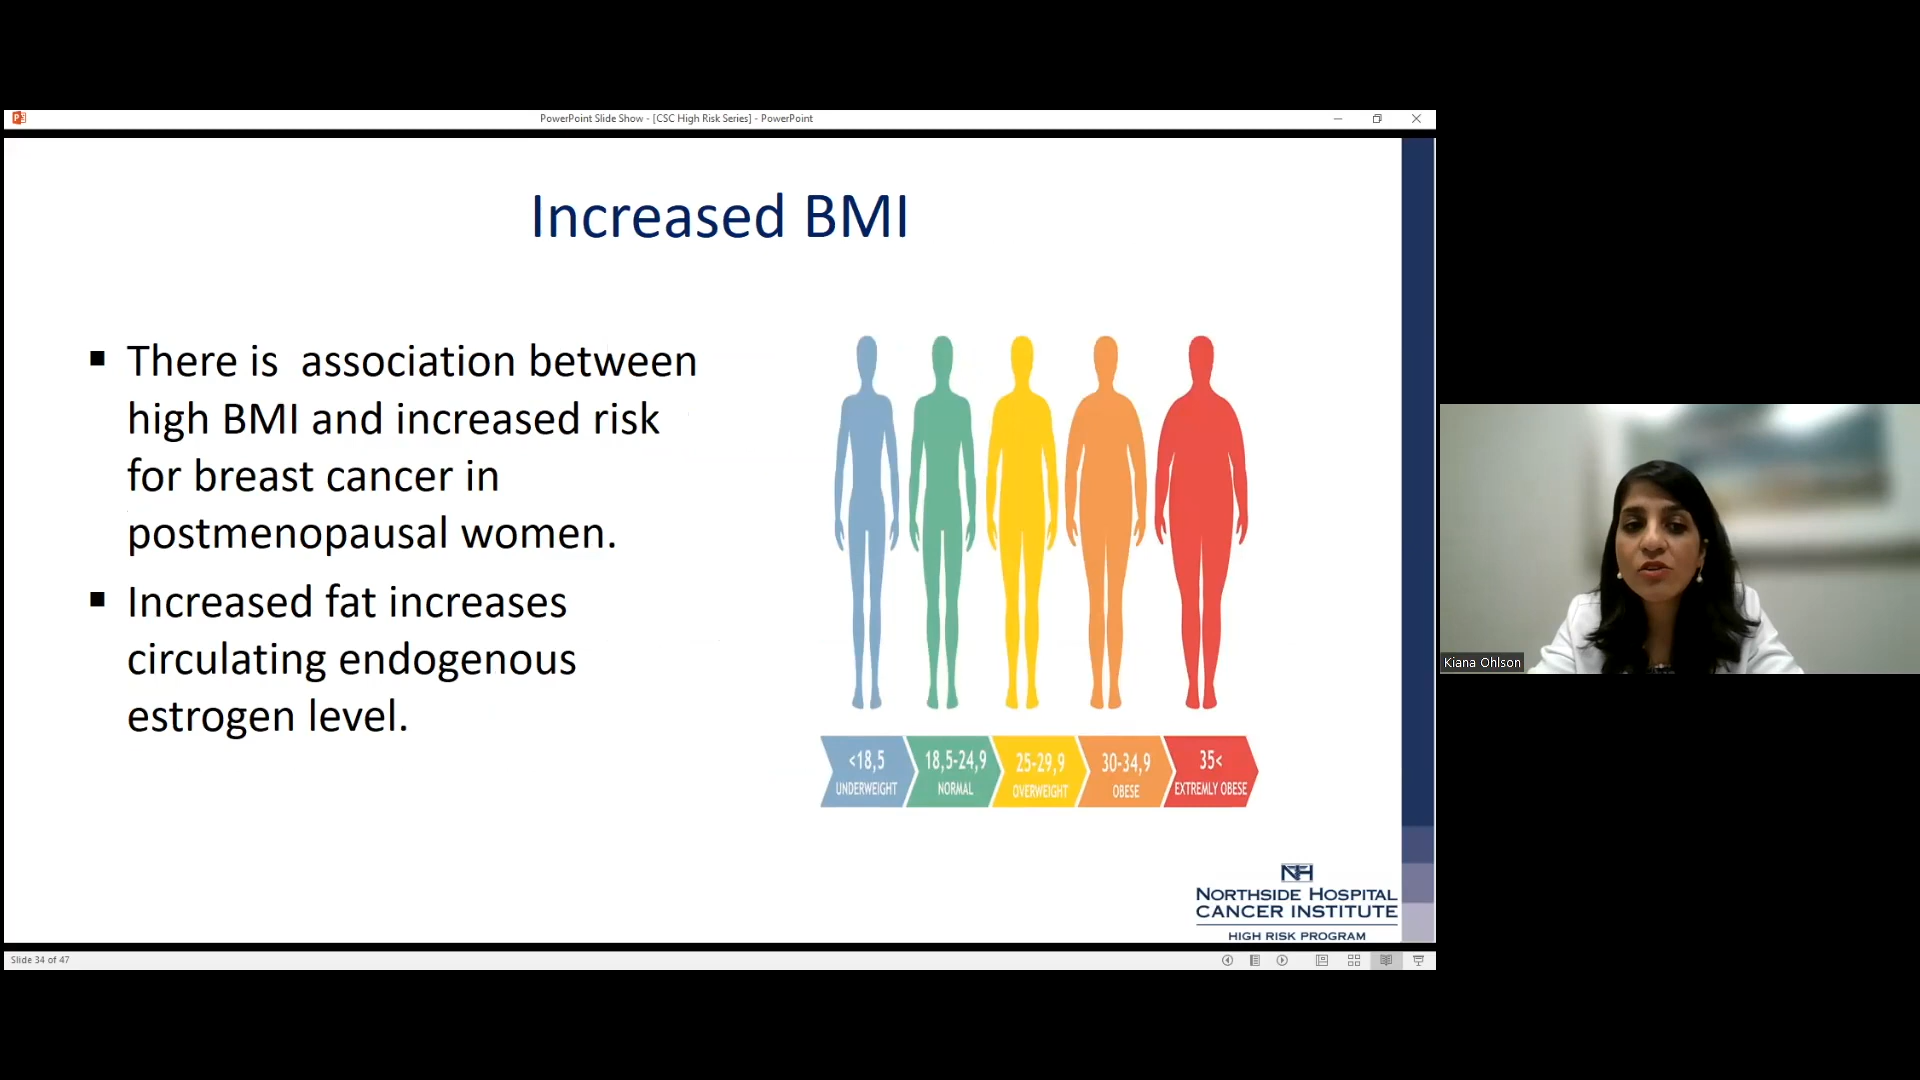 PowerPoint Slide Show - [CSC High Risk Series] - PowerPoint
Increased BMI
▪ There is  association between
high BMI and increased risk
for breast cancer in
postmenopausal women.
▪ Increased fat increases
circulating endogenous
estrogen level.
<18,5
UNDERWEIGHT
18,5-24,9
NORMAL
25-29,9
OVERWEIGHT
30-34,9
OBESE
35<
EXTREMLY OBESE
NH
NORTHSIDE HOSPITAL
CANCER INSTITUTE
HIGH RISK PROGRAM
Slide 34 of 47
Kiana Ohlson